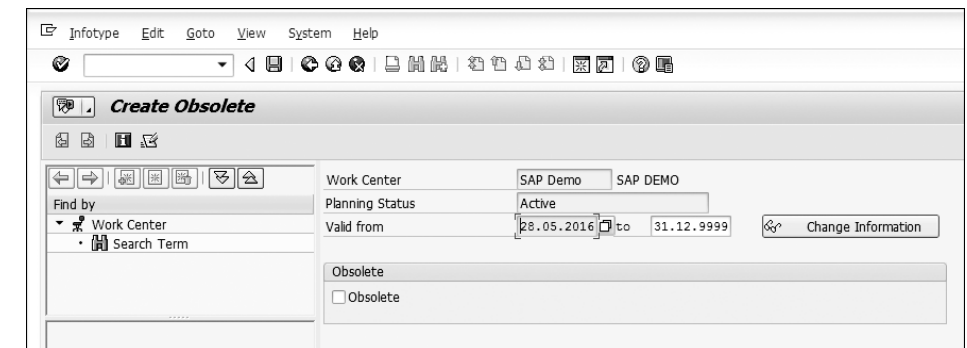 Infotype Edit Goto View System Help
Create Obsolete
Find by
Work Center
Search Term
Work Center SAP Demo SAP DEMO
Planning Status Active
Valid from 28.05.2016 to 31.12.9999 Change Information
Obsolete
Obsolete